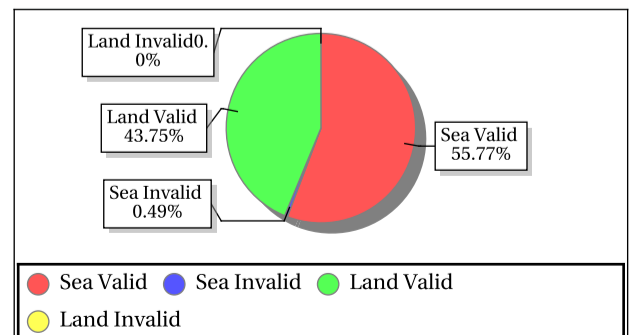 Land Invalid0.
0%
Land Valid
43.75%
Sea Valid
55.77%
Sea Invalid
0.49%
Sea Valid Sea Invalid Land Valid
Land Invalid